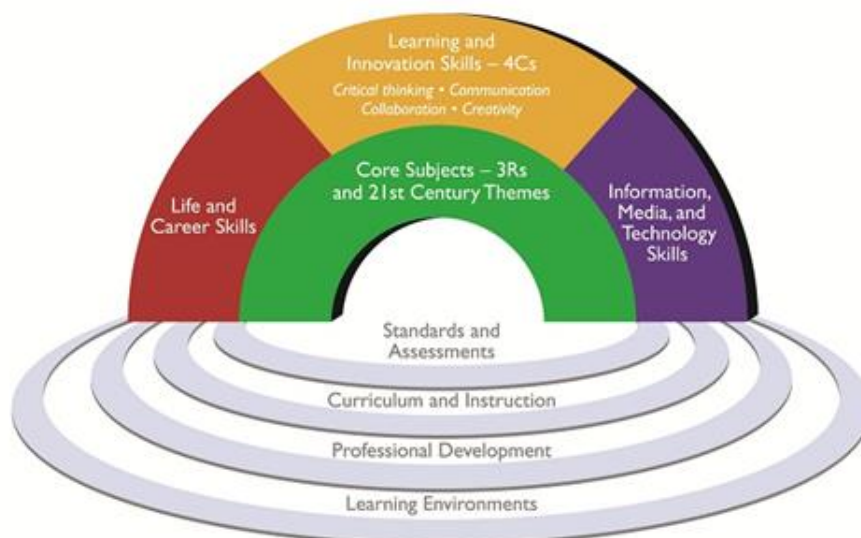 Learning and
Innovation Skills – 4Cs
Critical thinking • Communication
Collaboration • Creativity
Core Subjects – 3Rs
and 21st Century Themes
Life and
Career Skills
Information,
Media, and
Technology
Skills
Standards and
Assessments
Curriculum and Instruction
Professional Development
Learning Environments